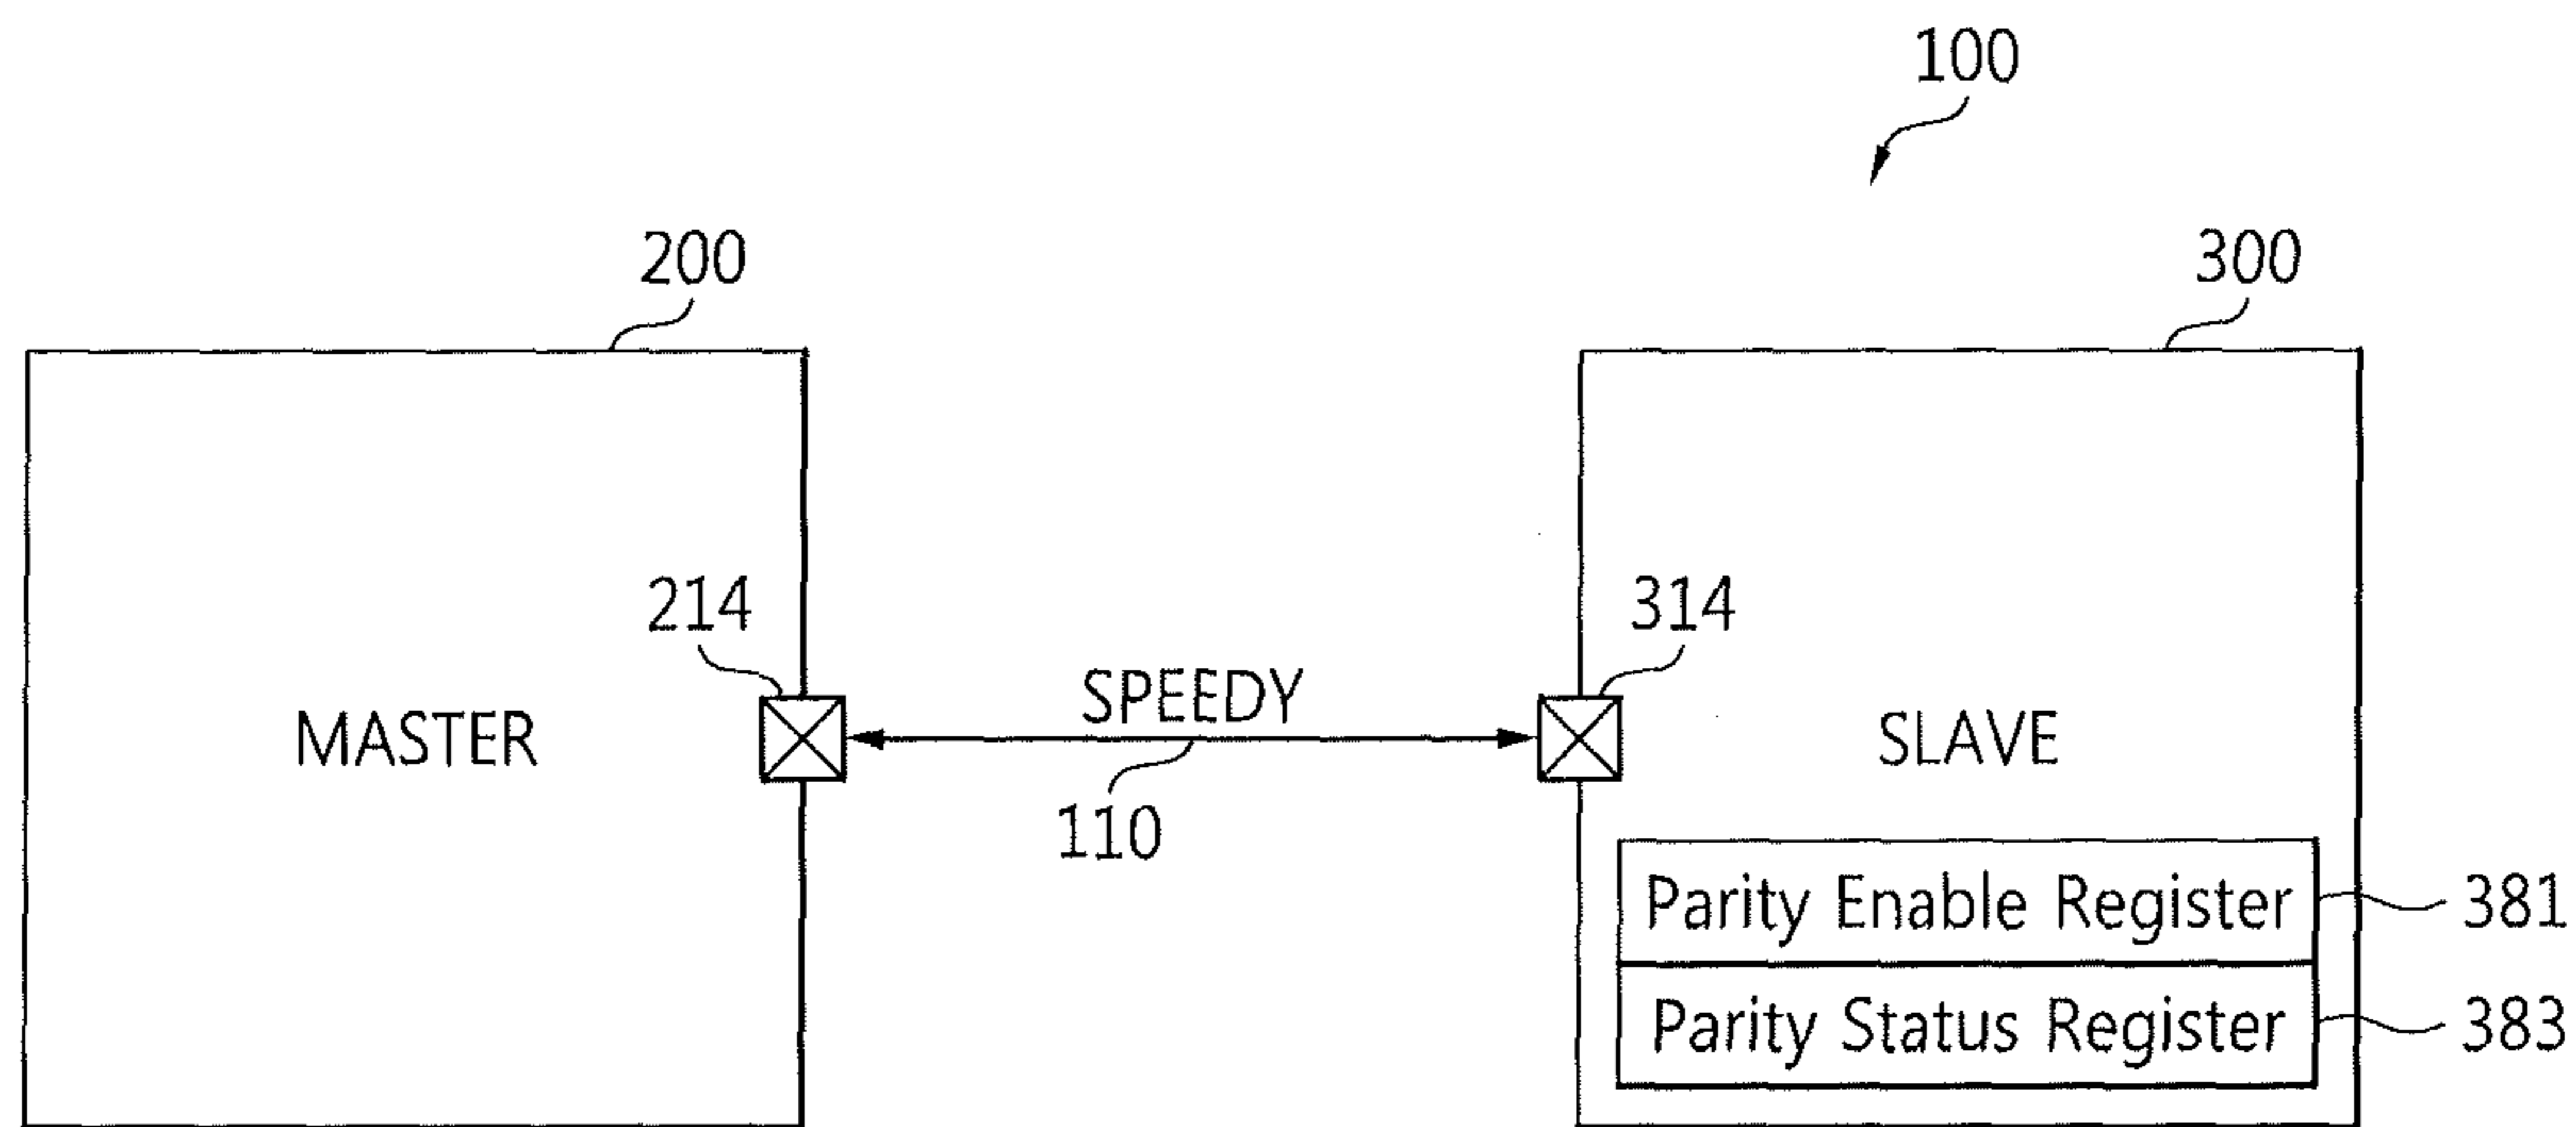 100
200
300
214
314
SPEEDY
MASTER
SLAVE
110
Parity Enable Register
381
Parity Status Register
383